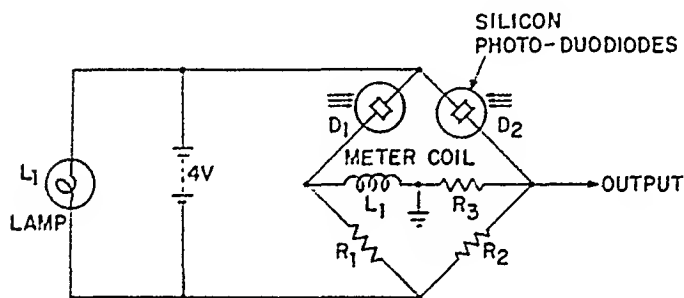 SILICON
PHOTO-DUODIODES
D1
D2
METER COIL
L1
4V
LAMP
L1
R3
OUTPUT
R1
R2